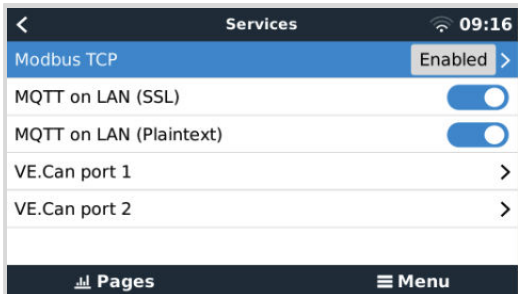 Services 09:16
Modbus TCP Enabled
MQTT on LAN (SSL)
MQTT on LAN (Plaintext)
VE.Can port 1
VE.Can port 2
Pages Menu